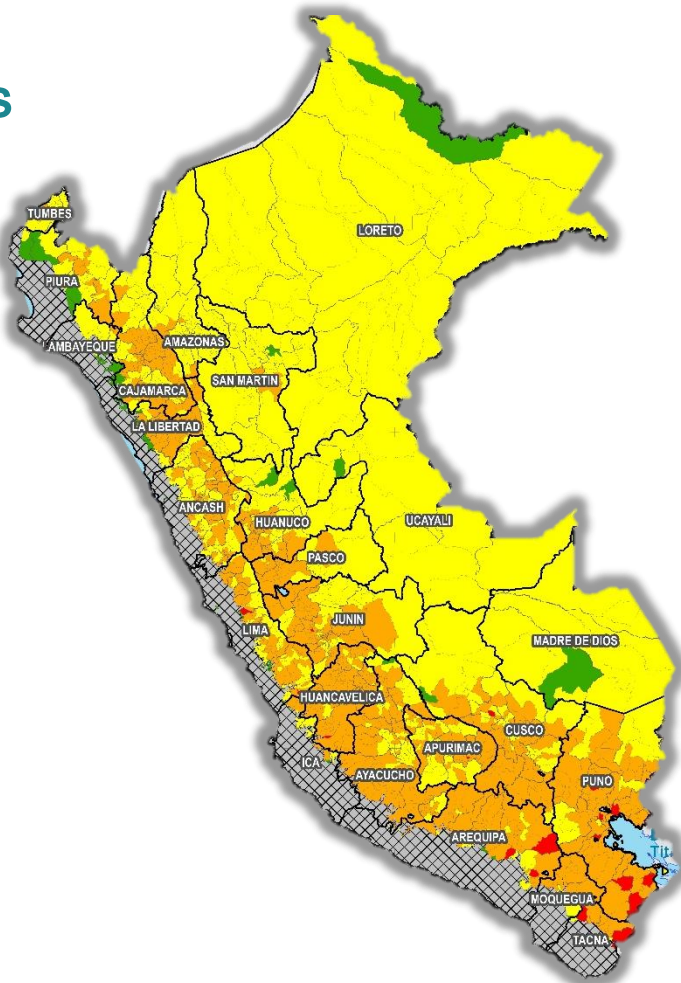 s
TUMBES
LORETO
PIURA
AMBAYEQUE
AMAZONAS
SAN MARTIN
CAJAMARCA
LA LIBERTAD
ANCASH
HUANUCO
UCAYALI
PASCO
JUNIN
LIMA
MADRE DE DIOS
HUANCAVELICA
CUSCO
APURIMAC
ICA
AYACUCHO
PUNO
AREQUIPA
Tit
MOQUEGUA
TACNA